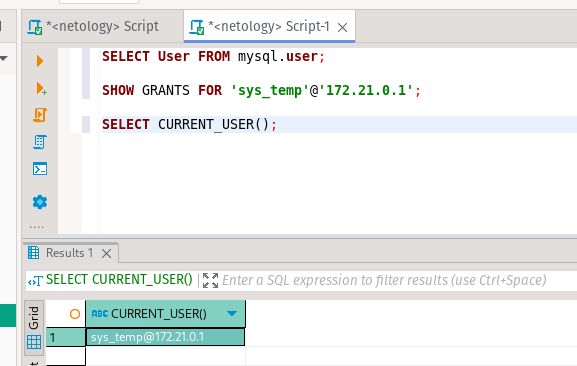 *<netology> Script
*<netology> Script-1
SELECT User FROM mysql.user;
SHOW GRANTS FOR 'sys_temp'@'172.21.0.1';
SELECT CURRENT_USER();
Results 1
SELECT CURRENT_USER()
Enter a SQL expression to filter results (use Ctrl+Space)
Grid
ABC CURRENT_USER()
1
sys_temp@172.21.0.1